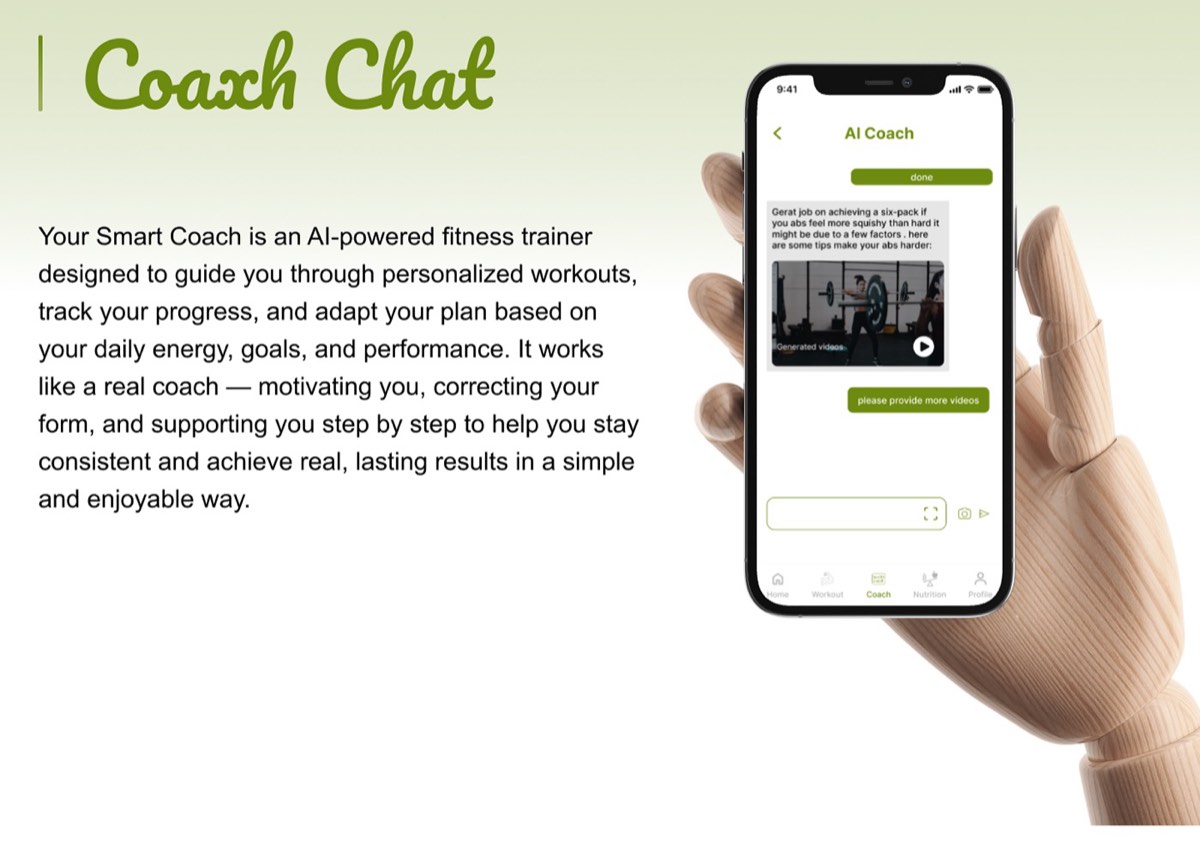 Coaxh Chat
Your Smart Coach is an AI-powered fitness trainer
designed to guide you through personalized workouts,
track your progress, and adapt your plan based on
your daily energy, goals, and performance. It works
like a real coach — motivating you, correcting your
form, and supporting you step by step to help you stay
consistent and achieve real, lasting results in a simple
and enjoyable way.
9:41
AI Coach
done
Gerat job on achieving a six-pack if
you abs feel more squishy than hard it
might be due to a few factors . here
are some tips make your abs harder:
Generated videos
please provide more videos
Home Workout Coach Nutrition Profile